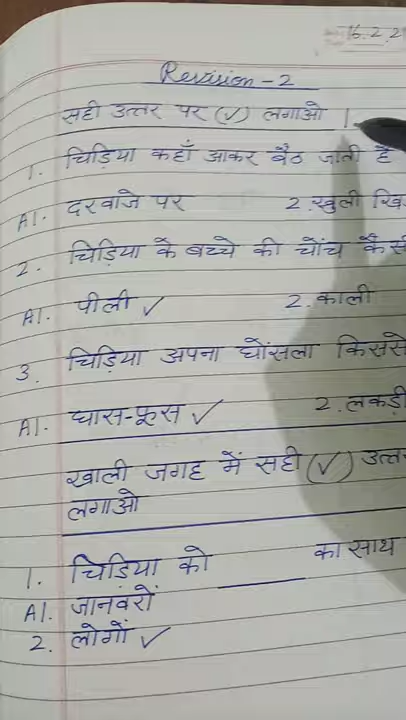 16.2.2
Revision - 2
सही उत्तर पर (✓) लगाओ |
1. चिड़िया कहाँ आकर बैठ जाती है
A1. दरवाजे पर 2. खुली खि
2. चिड़िया के बच्चे की चोंच कैसी
A1. पीली ✓ 2. काली
3. चिड़िया अपना घोंसला किससे
A1. घास-फूस ✓ 2. लकड़ी
खाली जगह में सही (✓) उत्तर
लगाओ
1. चिड़िया को ____ का साथ
A1. जानवरों
2. लोगों ✓